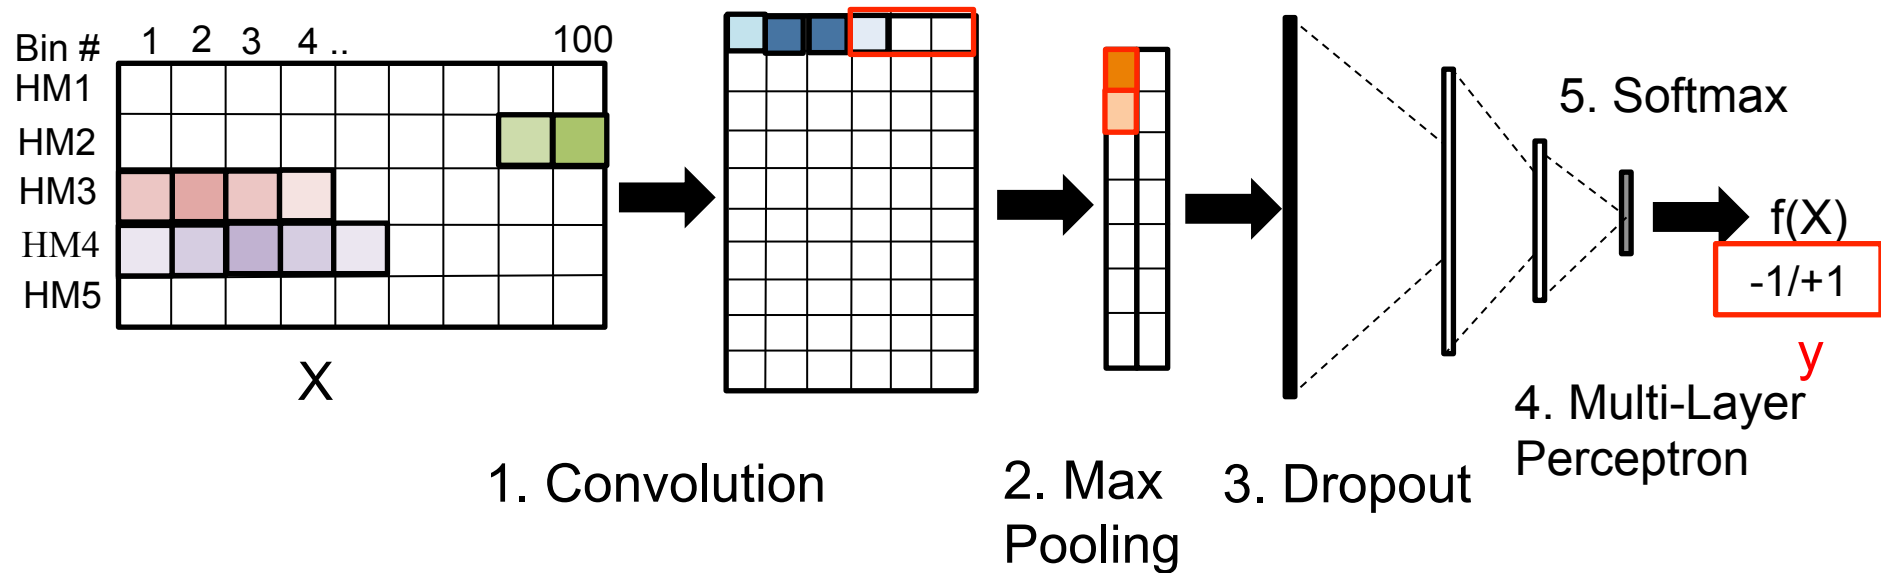 Bin # 1 2 3 4 .. 100
HM1
HM2
HM3
HM4
HM5
X
1. Convolution
2. Max
Pooling
3. Dropout
4. Multi-Layer
Perceptron
5. Softmax
f(X)
-1/+1
y